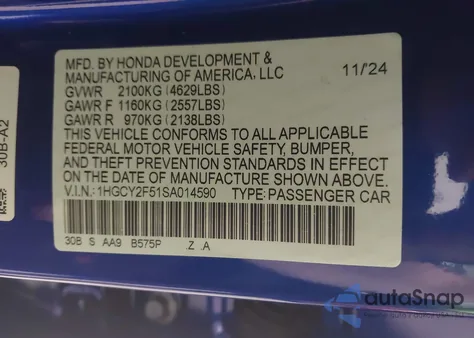 MFD. BY HONDA DEVELOPMENT &
MANUFACTURING OF AMERICA, LLC 11/24
GVWR 2100KG (4629LBS)
GAWR F 1160KG (2557LBS)
GAWR R 970KG (2138LBS)
THIS VEHICLE CONFORMS TO ALL APPLICABLE
FEDERAL MOTOR VEHICLE SAFETY, BUMPER,
AND THEFT PREVENTION STANDARDS IN EFFECT
ON THE DATE OF MANUFACTURE SHOWN ABOVE.
V.I.N.: 1HGCY2F51SA014590 TYPE: PASSENGER CAR
30B S AA9 B575P .Z .A
30B-A2
autaSnap